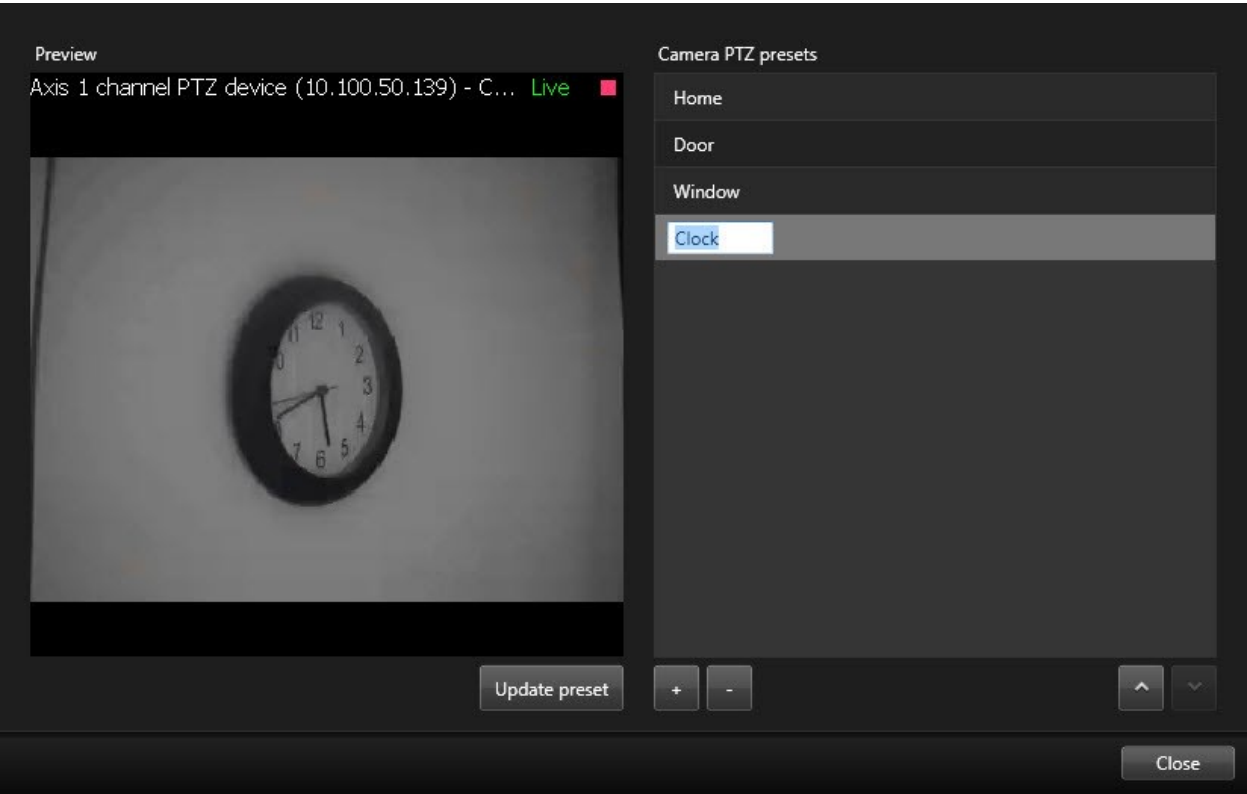 Preview
Axis 1 channel PTZ device (10.100.50.139) - C... Live
12
11
1
2
3
4
7
6
5
Update preset
Camera PTZ presets
Home
Door
Window
Clock
+ -
Close